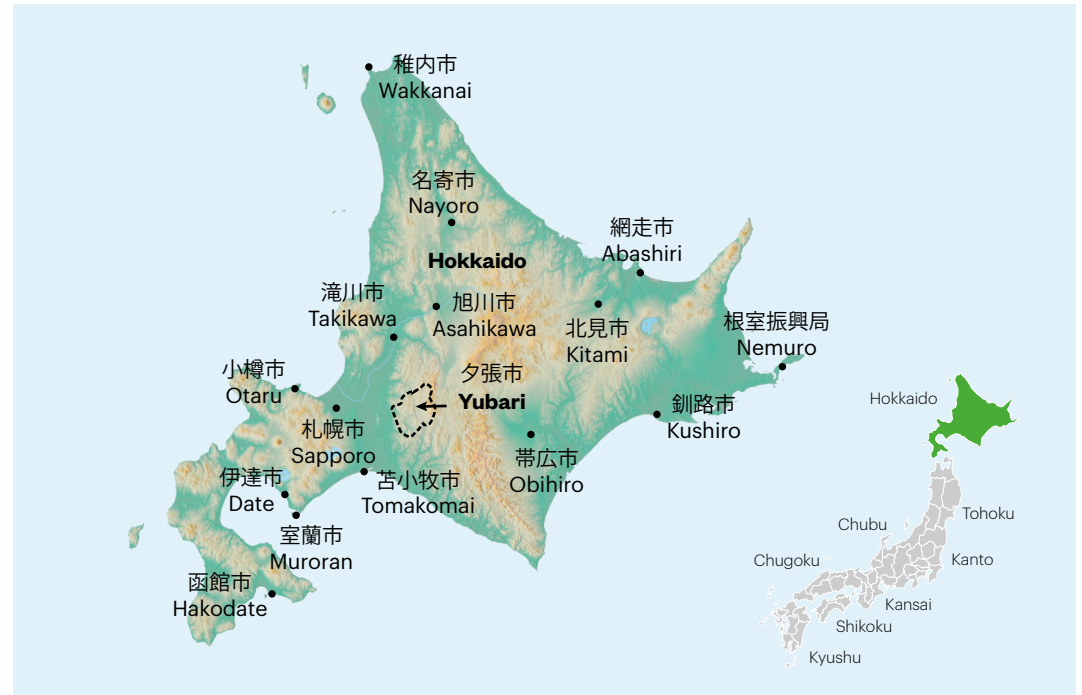 稚内市
Wakkanai
名寄市
Nayoro
網走市
Abashiri
Hokkaido
滝川市
Takikawa
旭川市
Asahikawa
北見市
Kitami
根室振興局
Nemuro
小樽市
Otaru
夕張市
Yubari
札幌市
Sapporo
釧路市
Kushiro
帯広市
Obihiro
伊達市
Date
苫小牧市
Tomakomai
室蘭市
Muroran
函館市
Hakodate
Hokkaido
Tohoku
Chubu
Kanto
Chugoku
Kansai
Shikoku
Kyushu